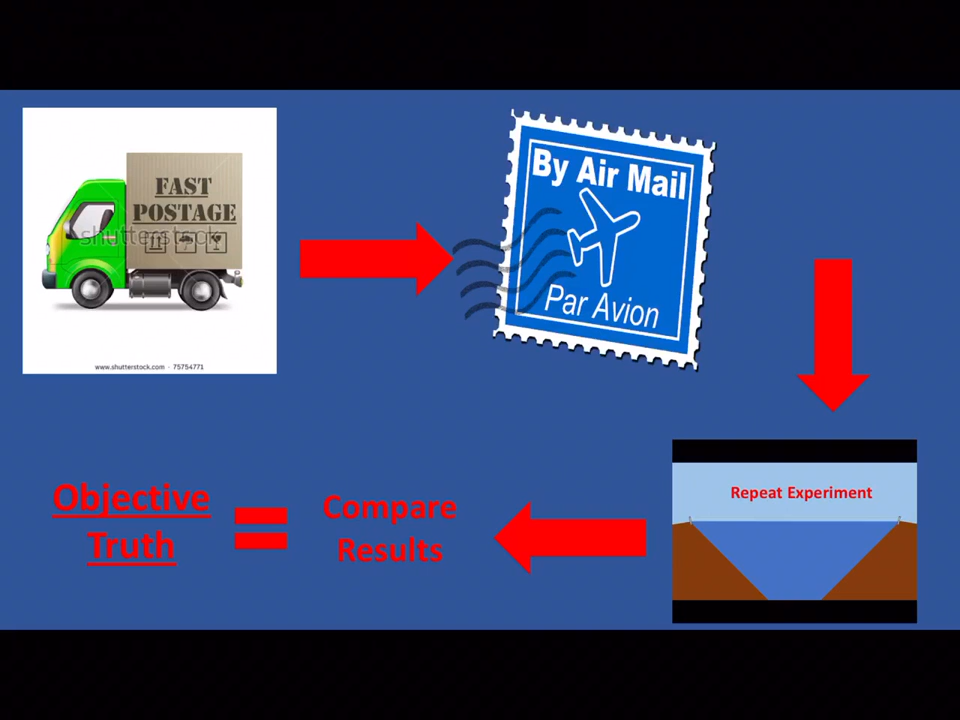 FAST
POSTAGE
shutterstock
www.shutterstock.com · 75754771
By Air Mail
Par Avion
Repeat Experiment
Compare
Results
Objective
Truth